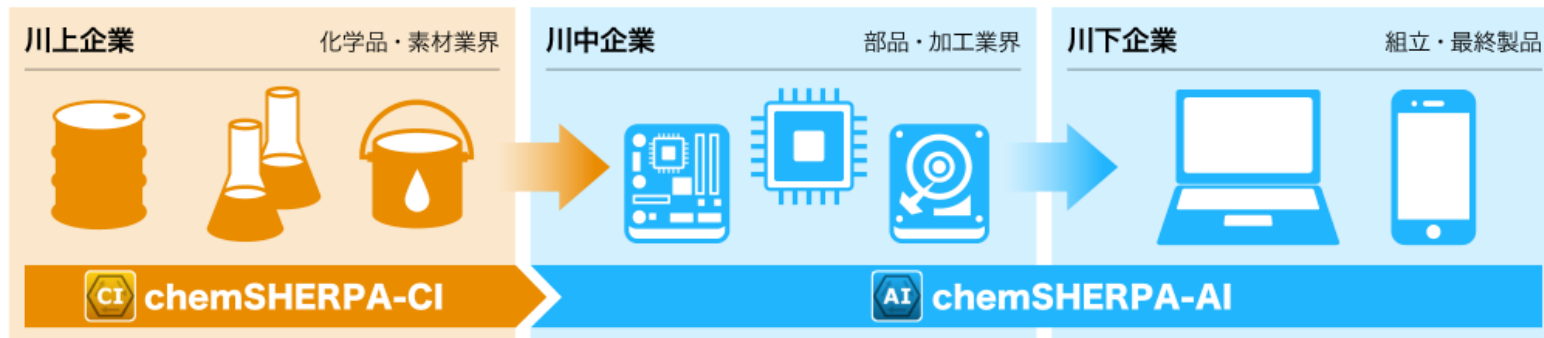 川上企業 化学品・素材業界
川中企業 部品・加工業界
川下企業 組立・最終製品
CI chemSHERPA-CI
AI chemSHERPA-AI